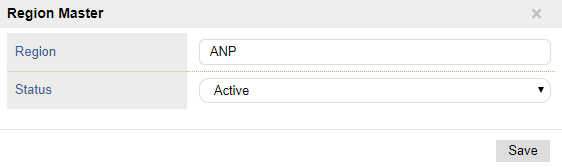 Region Master
Region ANP
Status Active
Save